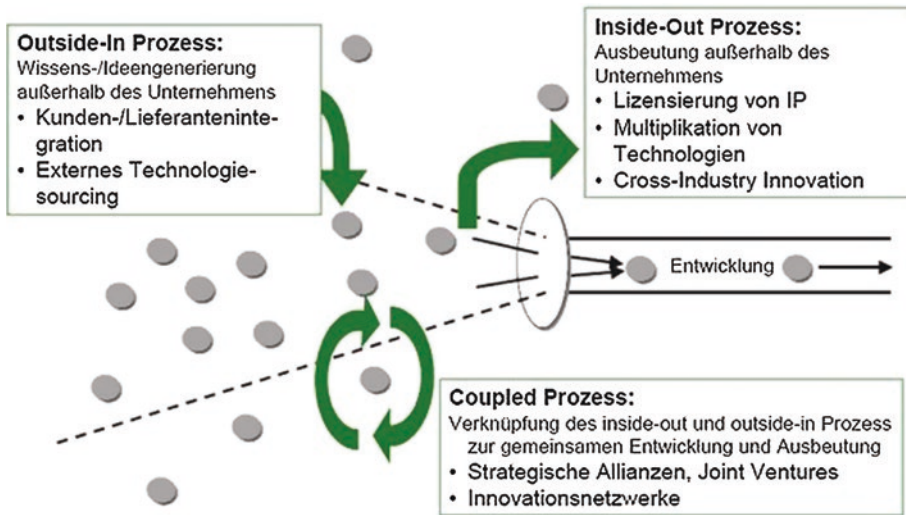 Outside-In Prozess:
Wissens-/Ideengenerierung
außerhalb des Unternehmens
• Kunden-/Lieferanteninte-
gration
• Externes Technologie-
sourcing
Inside-Out Prozess:
Ausbeutung außerhalb des
Unternehmens
• Lizensierung von IP
• Multiplikation von
Technologien
• Cross-Industry Innovation
Entwicklung
Coupled Prozess:
Verknüpfung des inside-out und outside-in Prozess
zur gemeinsamen Entwicklung und Ausbeutung
• Strategische Allianzen, Joint Ventures
• Innovationsnetzwerke